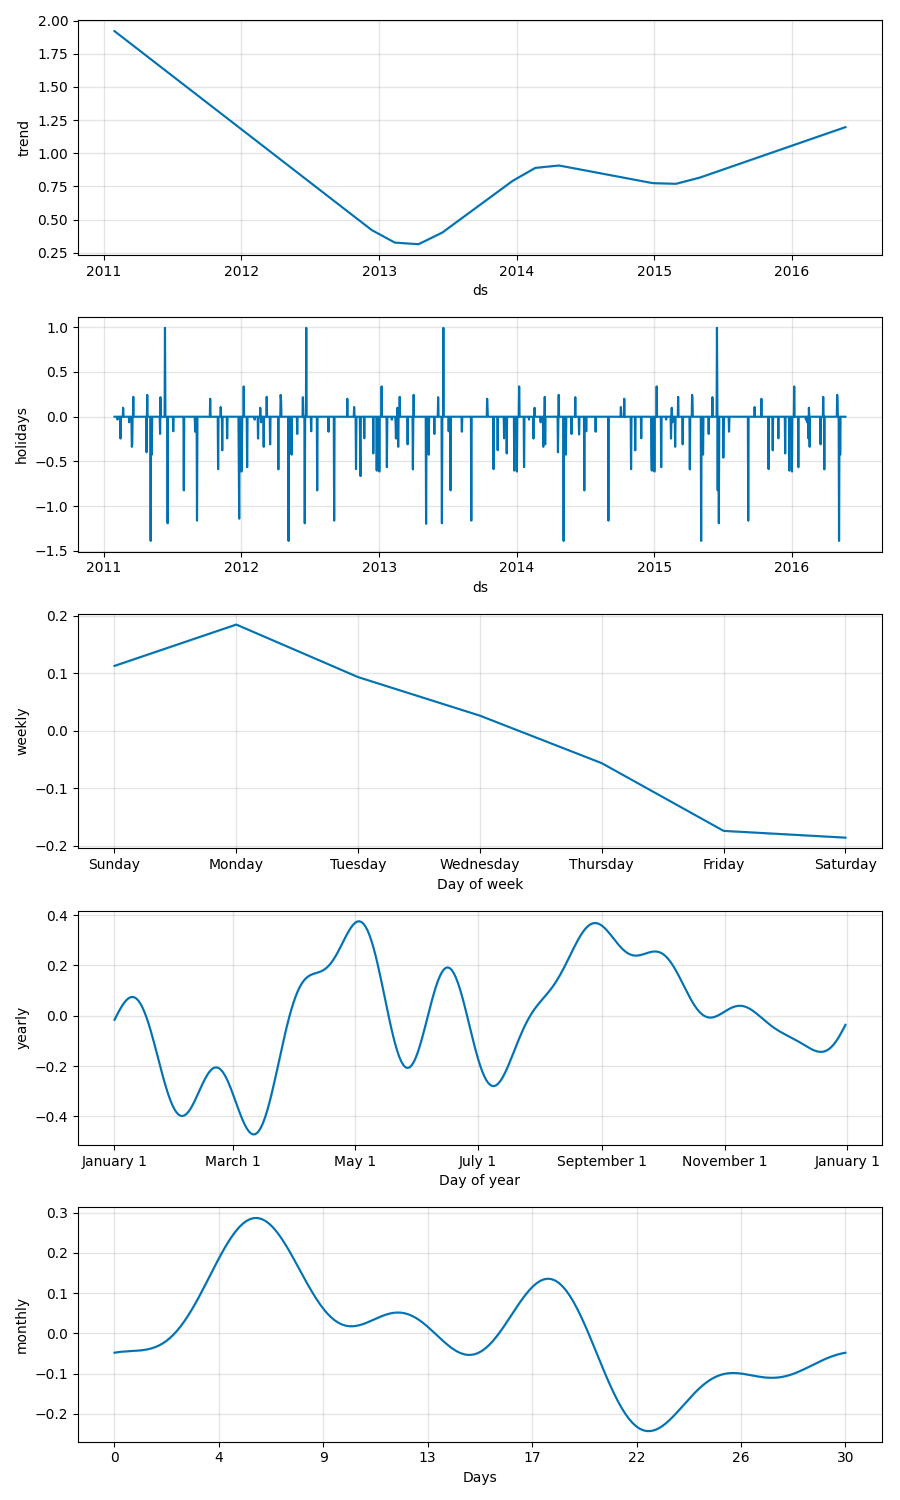 2.00
1.75
1.50
1.25
1.00
0.75
0.50
0.25
trend
2011 2012 2013 2014 2015 2016
ds
1.0
0.5
0.0
−0.5
−1.0
−1.5
holidays
2011 2012 2013 2014 2015 2016
ds
0.2
0.1
0.0
−0.1
−0.2
weekly
Sunday Monday Tuesday Wednesday Thursday Friday Saturday
Day of week
0.4
0.2
0.0
−0.2
−0.4
yearly
January 1 March 1 May 1 July 1 September 1 November 1 January 1
Day of year
0.3
0.2
0.1
0.0
−0.1
−0.2
monthly
0 4 9 13 17 22 26 30
Days